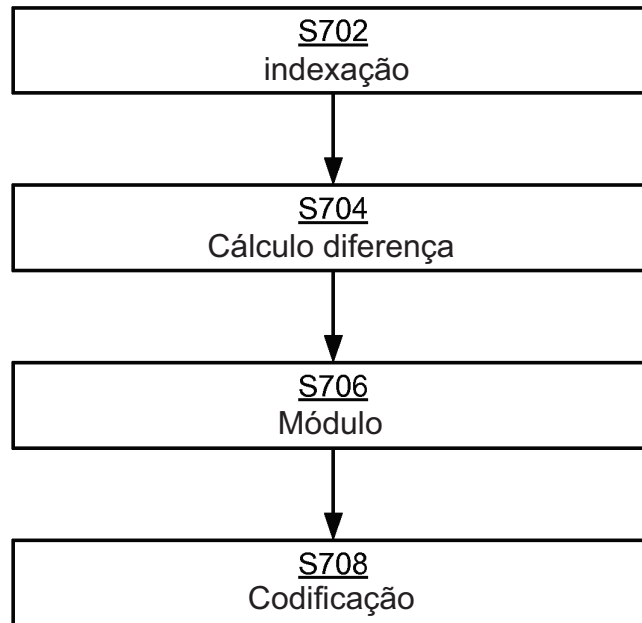 S702
indexação
S704
Cálculo diferença
S706
Módulo
S708
Codificação